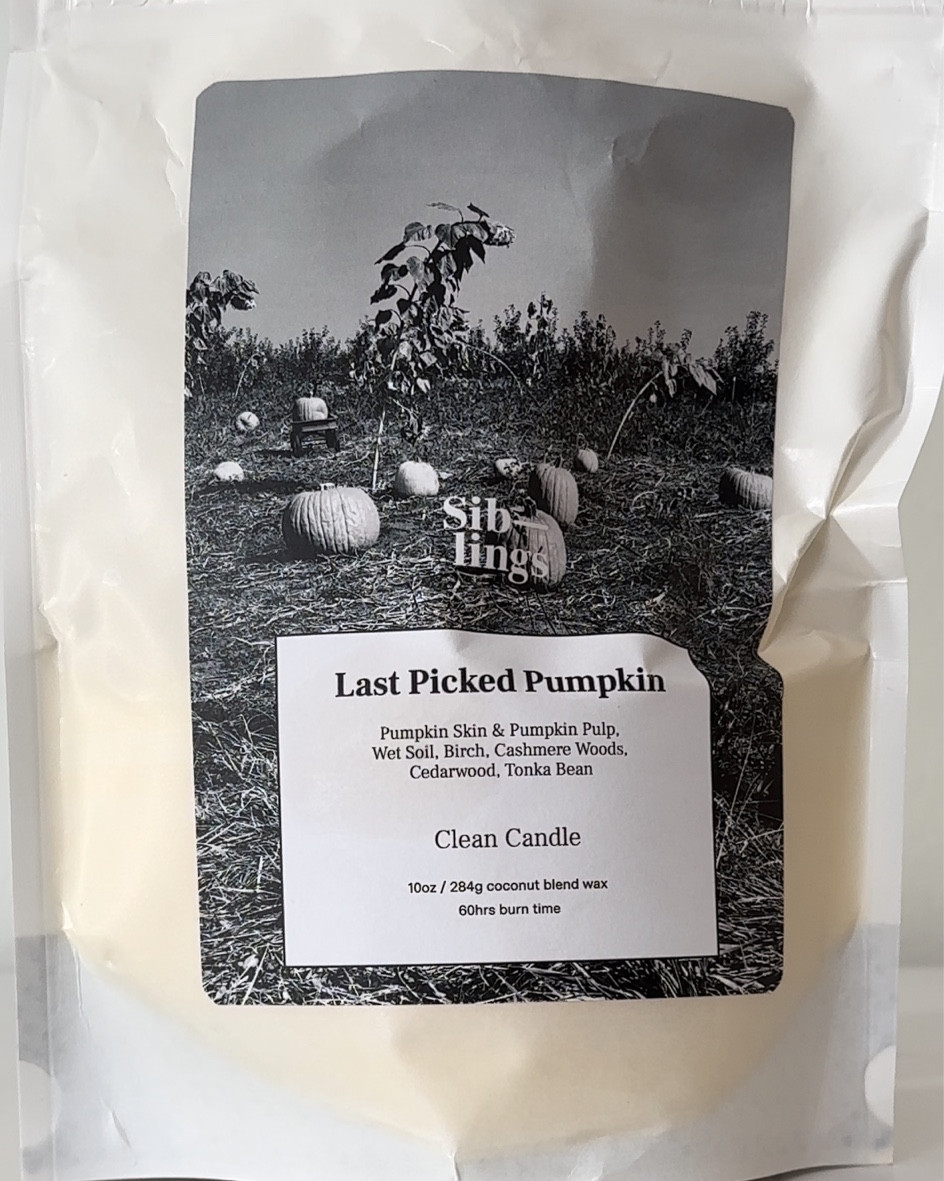 Sib-
lings
Last Picked Pumpkin
Pumpkin Skin & Pumpkin Pulp,
Wet Soil, Birch, Cashmere Woods,
Cedarwood, Tonka Bean
Clean Candle
10oz / 284g coconut blend wax
60hrs burn time